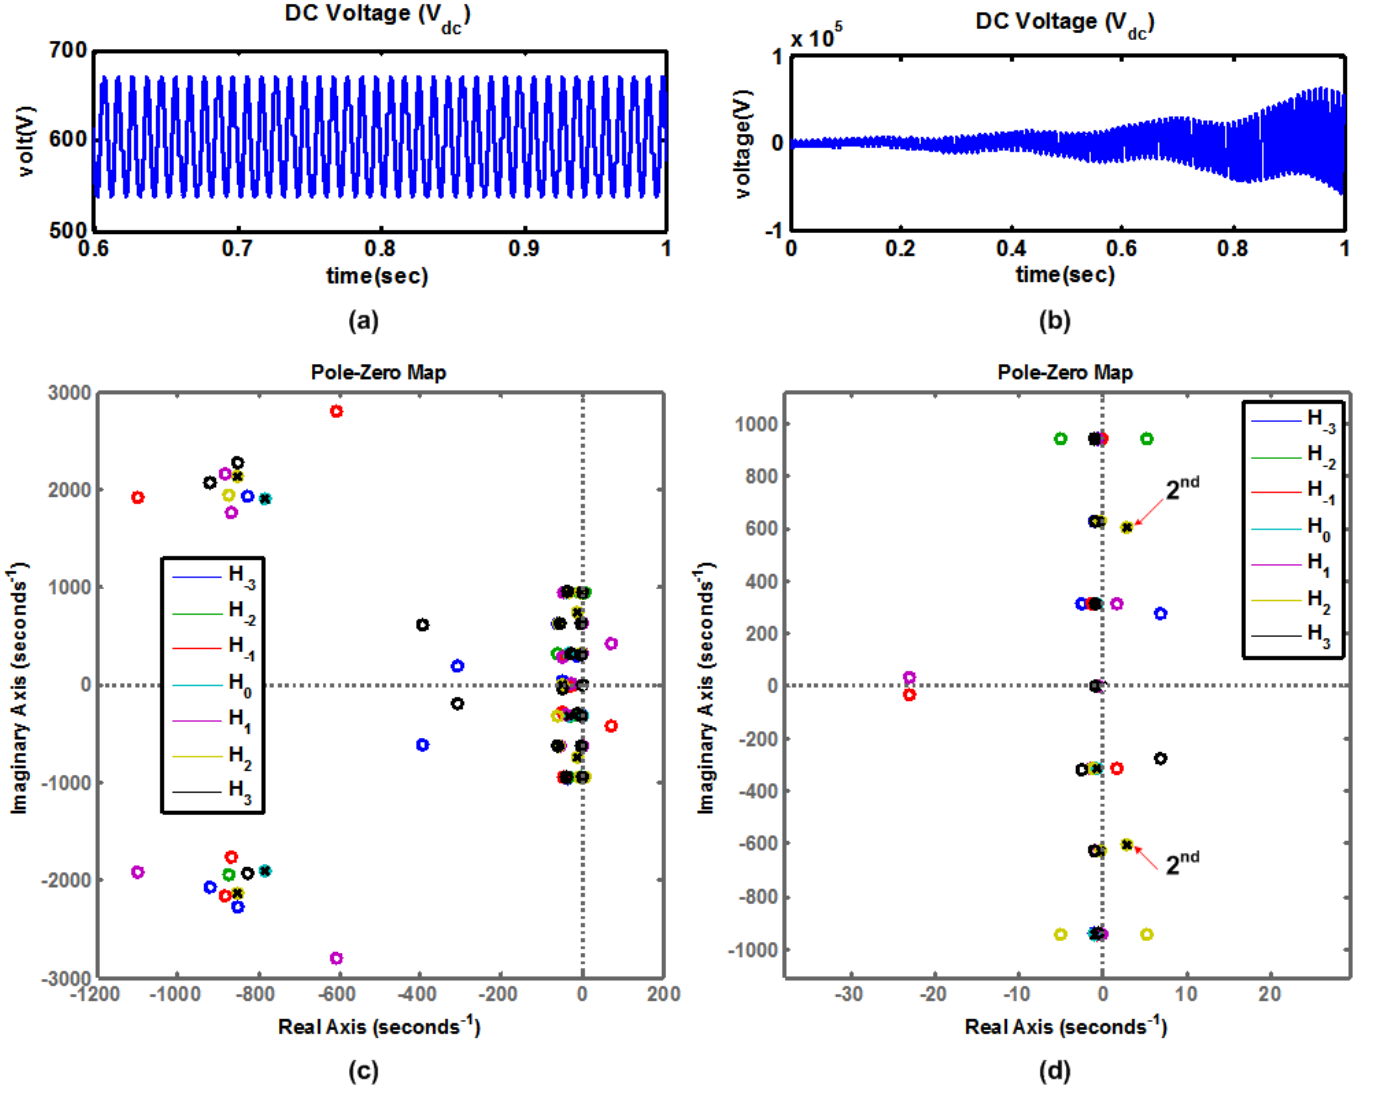 DC Voltage (Vdc)
700
600
500
volt(V)
0.6 0.7 0.8 0.9 1
time(sec)
(a)
DC Voltage (Vdc)
x 10^5
1
0
-1
voltage(V)
0 0.2 0.4 0.6 0.8 1
time(sec)
(b)
Pole-Zero Map
3000
2000
1000
0
-1000
-2000
-3000
Imaginary Axis (seconds^-1)
H-3
H-2
H-1
H0
H1
H2
H3
-1200 -1000 -800 -600 -400 -200 0 200
Real Axis (seconds^-1)
(c)
Pole-Zero Map
1000
800
600
400
200
0
-200
-400
-600
-800
-1000
Imaginary Axis (seconds^-1)
H-3
H-2
H-1
H0
H1
H2
H3
2nd
2nd
-30 -20 -10 0 10 20
Real Axis (seconds^-1)
(d)